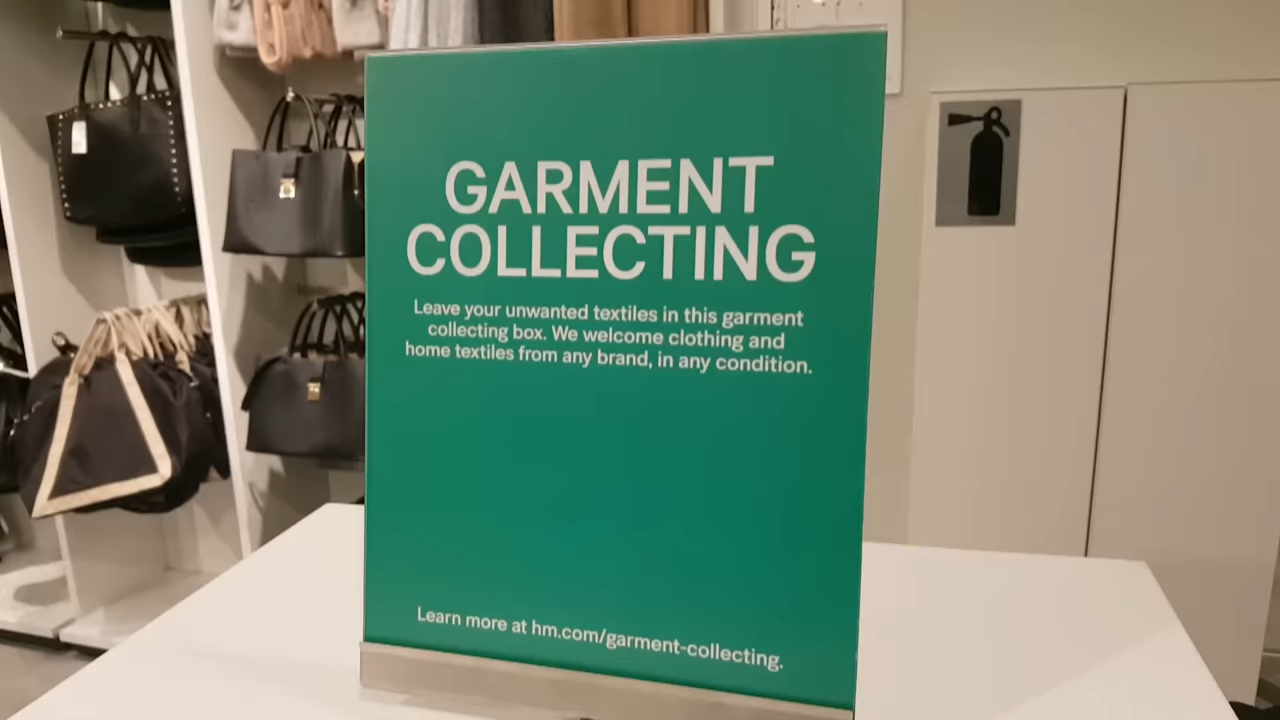 GARMENT
COLLECTING
Leave your unwanted textiles in this garment
collecting box. We welcome clothing and
home textiles from any brand, in any condition.
Learn more at hm.com/garment-collecting.